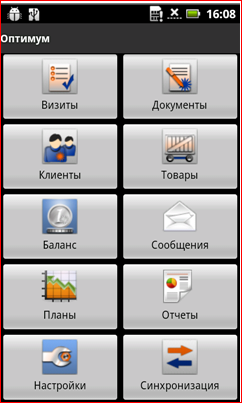 16:08
Оптимум
Визиты Документы
Клиенты Товары
Баланс Сообщения
Планы Отчеты
Настройки Синхронизация